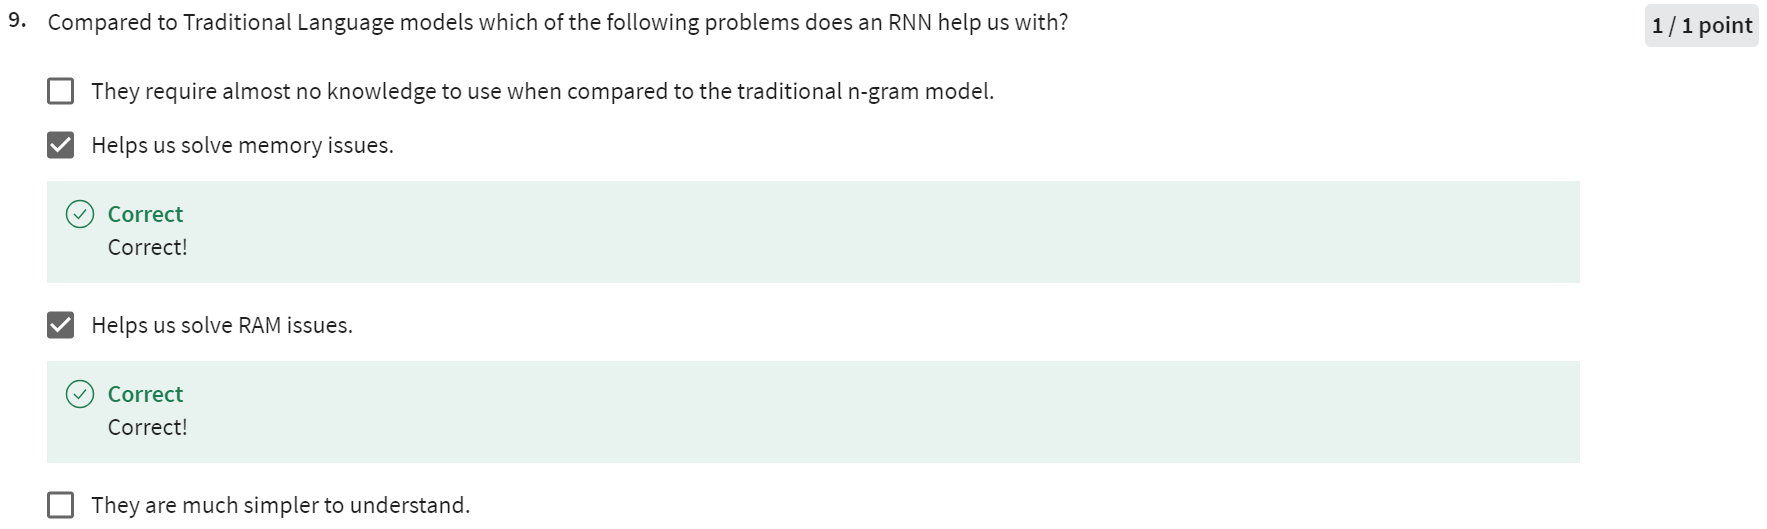 9. Compared to Traditional Language models which of the following problems does an RNN help us with?
1 / 1 point
They require almost no knowledge to use when compared to the traditional n-gram model.
Helps us solve memory issues.
Correct
Correct!
Helps us solve RAM issues.
Correct
Correct!
They are much simpler to understand.